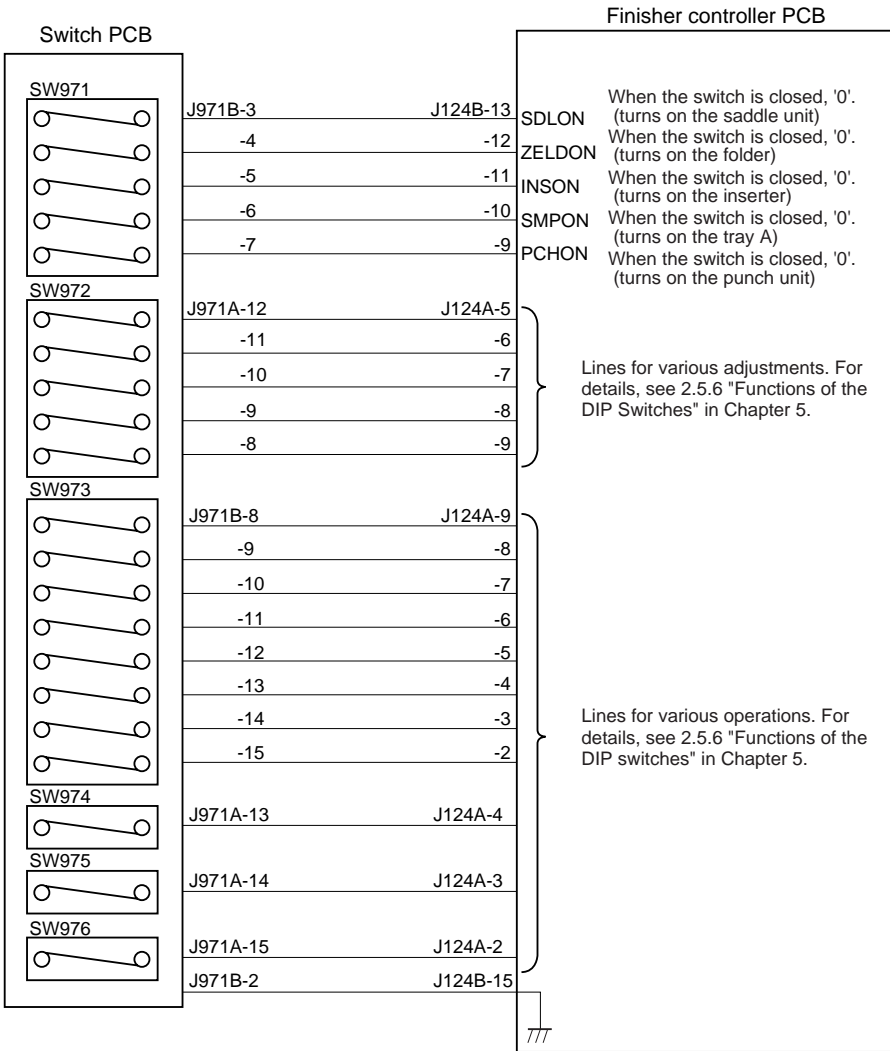 Finisher controller PCB
Switch PCB
SW971
J971B-3 J124B-13 SDLON When the switch is closed, '0'.
(turns on the saddle unit)
-4 -12 ZELDON When the switch is closed, '0'.
(turns on the folder)
-5 -11 INSON When the switch is closed, '0'.
(turns on the inserter)
-6 -10 SMPON When the switch is closed, '0'.
(turns on the tray A)
-7 -9 PCHON When the switch is closed, '0'.
(turns on the punch unit)
SW972
J971A-12 J124A-5
-11 -6
-10 -7
-9 -8
-8 -9
Lines for various adjustments. For
details, see 2.5.6 "Functions of the
DIP Switches" in Chapter 5.
SW973
J971B-8 J124A-9
-9 -8
-10 -7
-11 -6
-12 -5
-13 -4
-14 -3
-15 -2
Lines for various operations. For
details, see 2.5.6 "Functions of the
DIP switches" in Chapter 5.
SW974
J971A-13 J124A-4
SW975
J971A-14 J124A-3
SW976
J971A-15 J124A-2
J971B-2 J124B-15